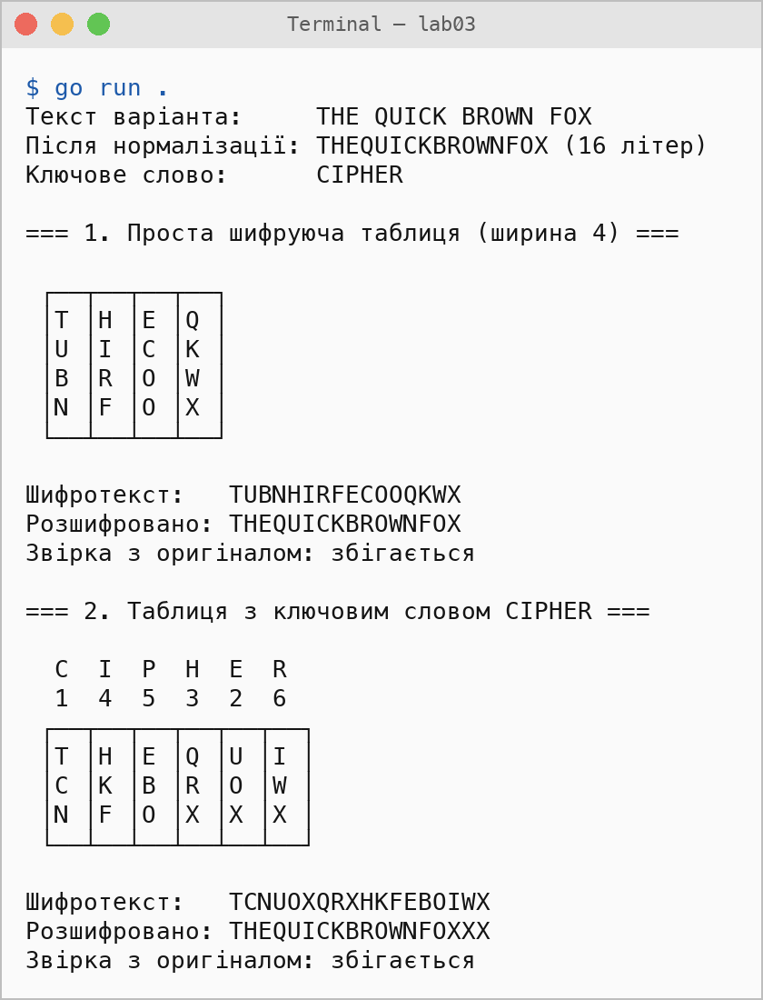 Terminal — lab03
$ go run .
Текст варіанта:     THE QUICK BROWN FOX
Після нормалізації: THEQUICKBROWNFOX (16 літер)
Ключове слово:      CIPHER
=== 1. Проста шифруюча таблиця (ширина 4) ===
T H E Q
U I C K
B R O W
N F O X
Шифротекст:   TUBNHIRFECOOQKWX
Розшифровано: THEQUICKBROWNFOX
Звірка з оригіналом: збігається
=== 2. Таблиця з ключовим словом CIPHER ===
C I P H E R
1 4 5 3 2 6
T H E Q U I
C K B R O W
N F O X X X
Шифротекст:   TCNUOXQRXHKFEBOIWX
Розшифровано: THEQUICKBROWNFOXXX
Звірка з оригіналом: збігається